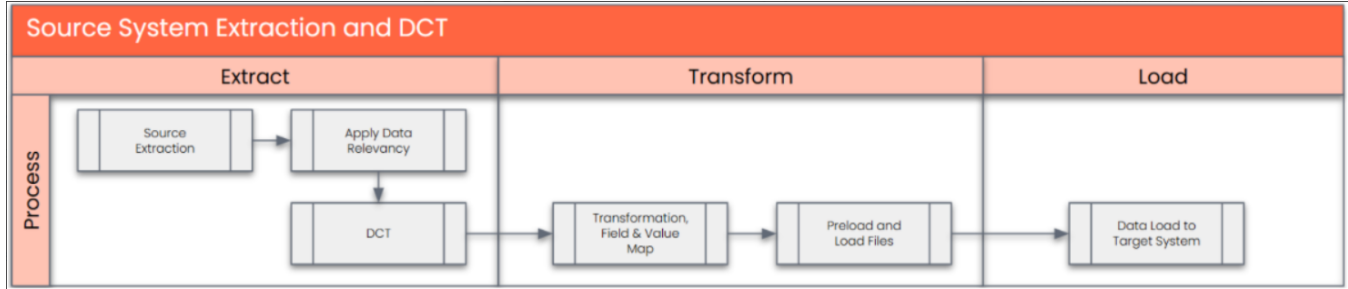 Source System Extraction and DCT
Extract
Transform
Load
Process
Source
Extraction
Apply Data
Relevancy
DCT
Transformation,
Field & Value
Map
Preload and
Load Files
Data Load to
Target System